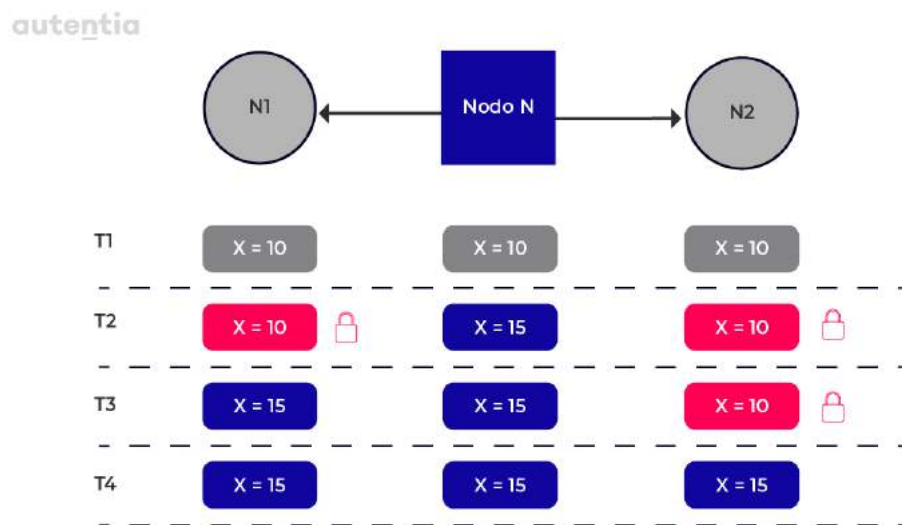 autentia
N1
Nodo N
N2
T1
X = 10
X = 10
X = 10
T2
X = 10
X = 15
X = 10
T3
X = 15
X = 15
X = 10
T4
X = 15
X = 15
X = 15